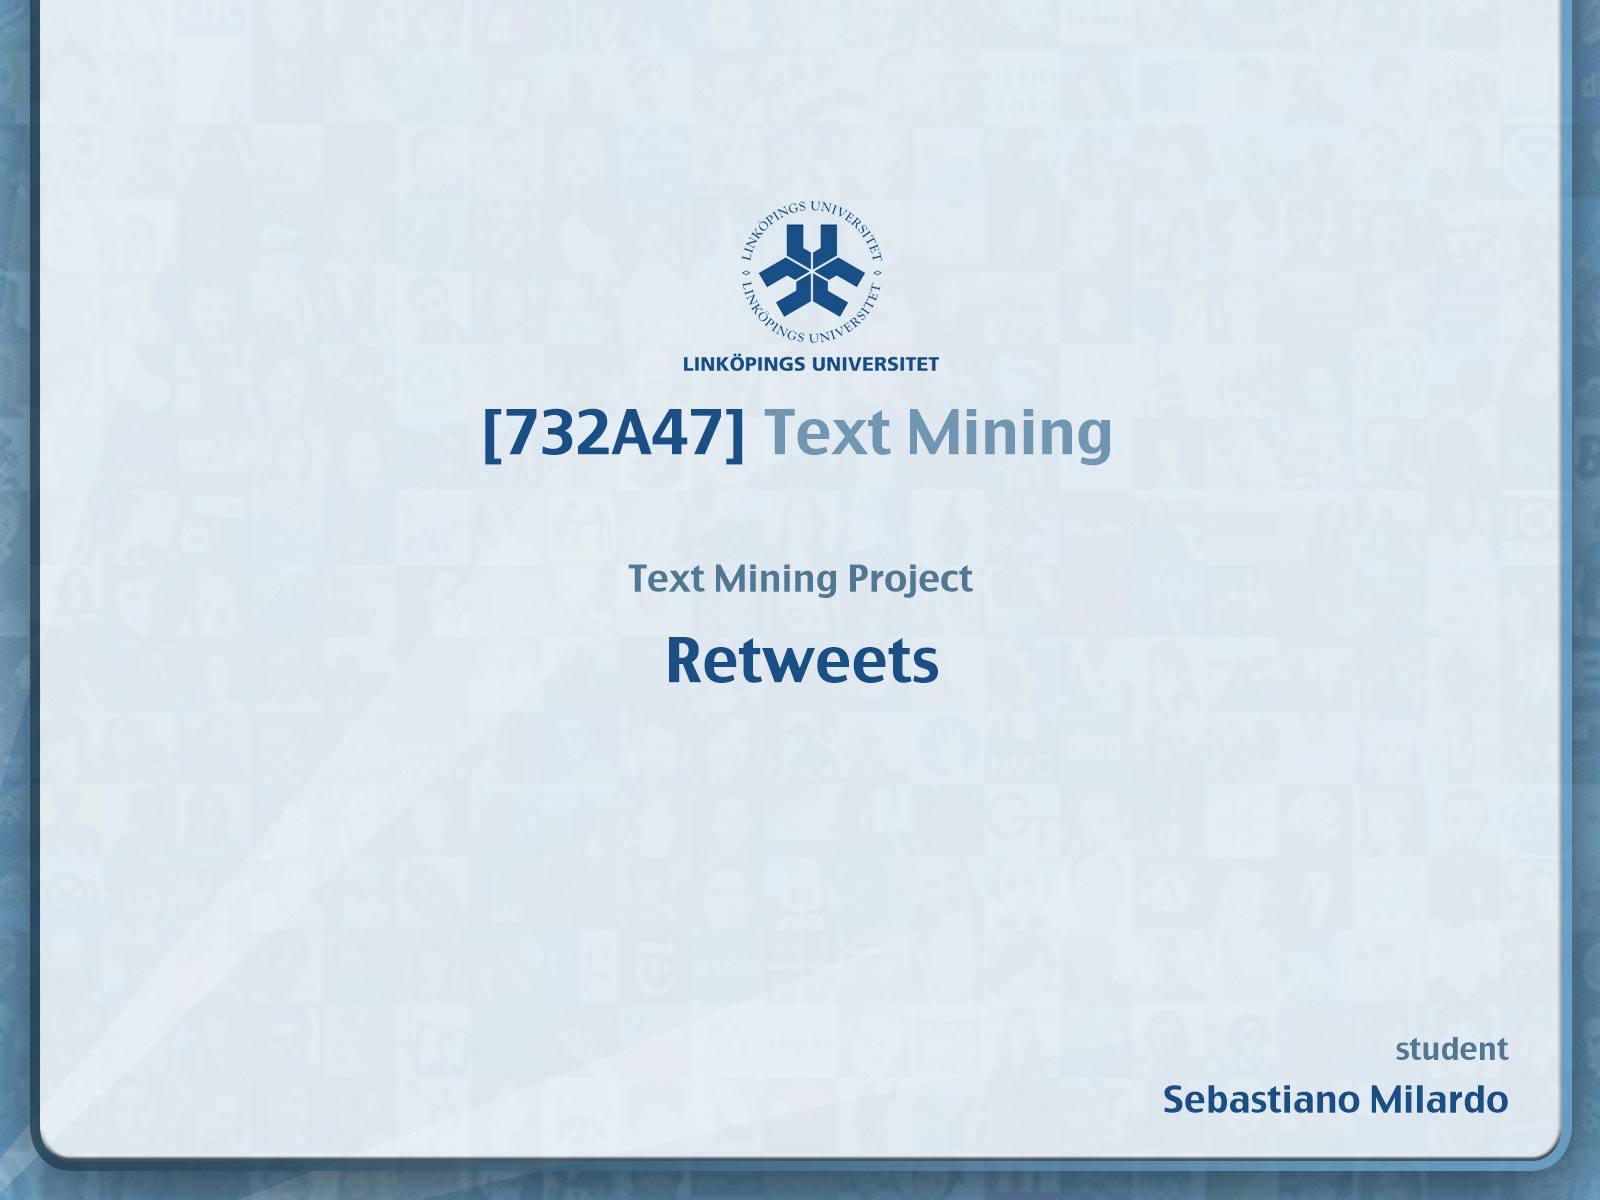 LINKÖPINGS UNIVERSITET
LINKÖPINGS UNIVERSITET
LINKÖPINGS UNIVERSITET
[732A47] Text Mining
Text Mining Project
Retweets
student
Sebastiano Milardo